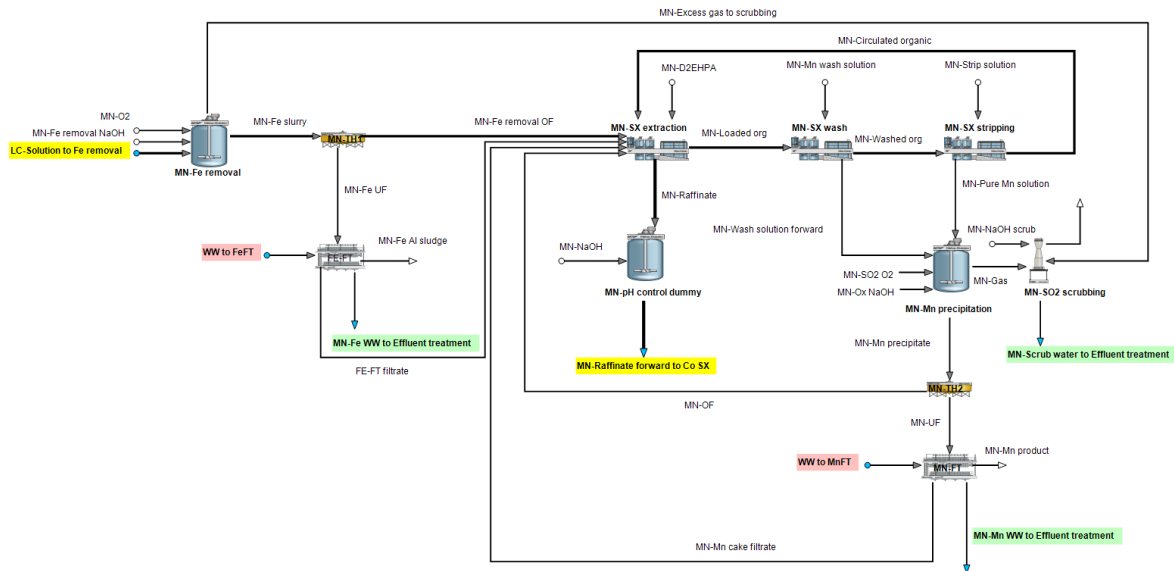 MN-Excess gas to scrubbing
MN-Circulated organic
MN-D2EHPA
MN-Mn wash solution
MN-Strip solution
MN-O2
MN-Fe removal NaOH
LC-Solution to Fe removal
MN-Fe slurry
MN-TH1
MN-Fe removal OF
MN-SX extraction
MN-Loaded org
MN-SX wash
MN-Washed org
MN-SX stripping
MN-Fe removal
MN-Fe UF
MN-Raffinate
MN-Pure Mn solution
MN-Wash solution forward
MN-NaOH scrub
WW to FeFT
FE-FT
MN-Fe Al sludge
MN-NaOH
MN-SO2 O2
MN-Ox NaOH
MN-Gas
MN-SO2 scrubbing
MN-pH control dummy
MN-Mn precipitation
MN-Fe WW to Effluent treatment
MN-Mn precipitate
MN-Scrub water to Effluent treatment
FE-FT filtrate
MN-Raffinate forward to Co SX
MN-TH2
MN-OF
MN-UF
WW to MnFT
MN-FT
MN-Mn product
MN-Mn WW to Effluent treatment
MN-Mn cake filtrate